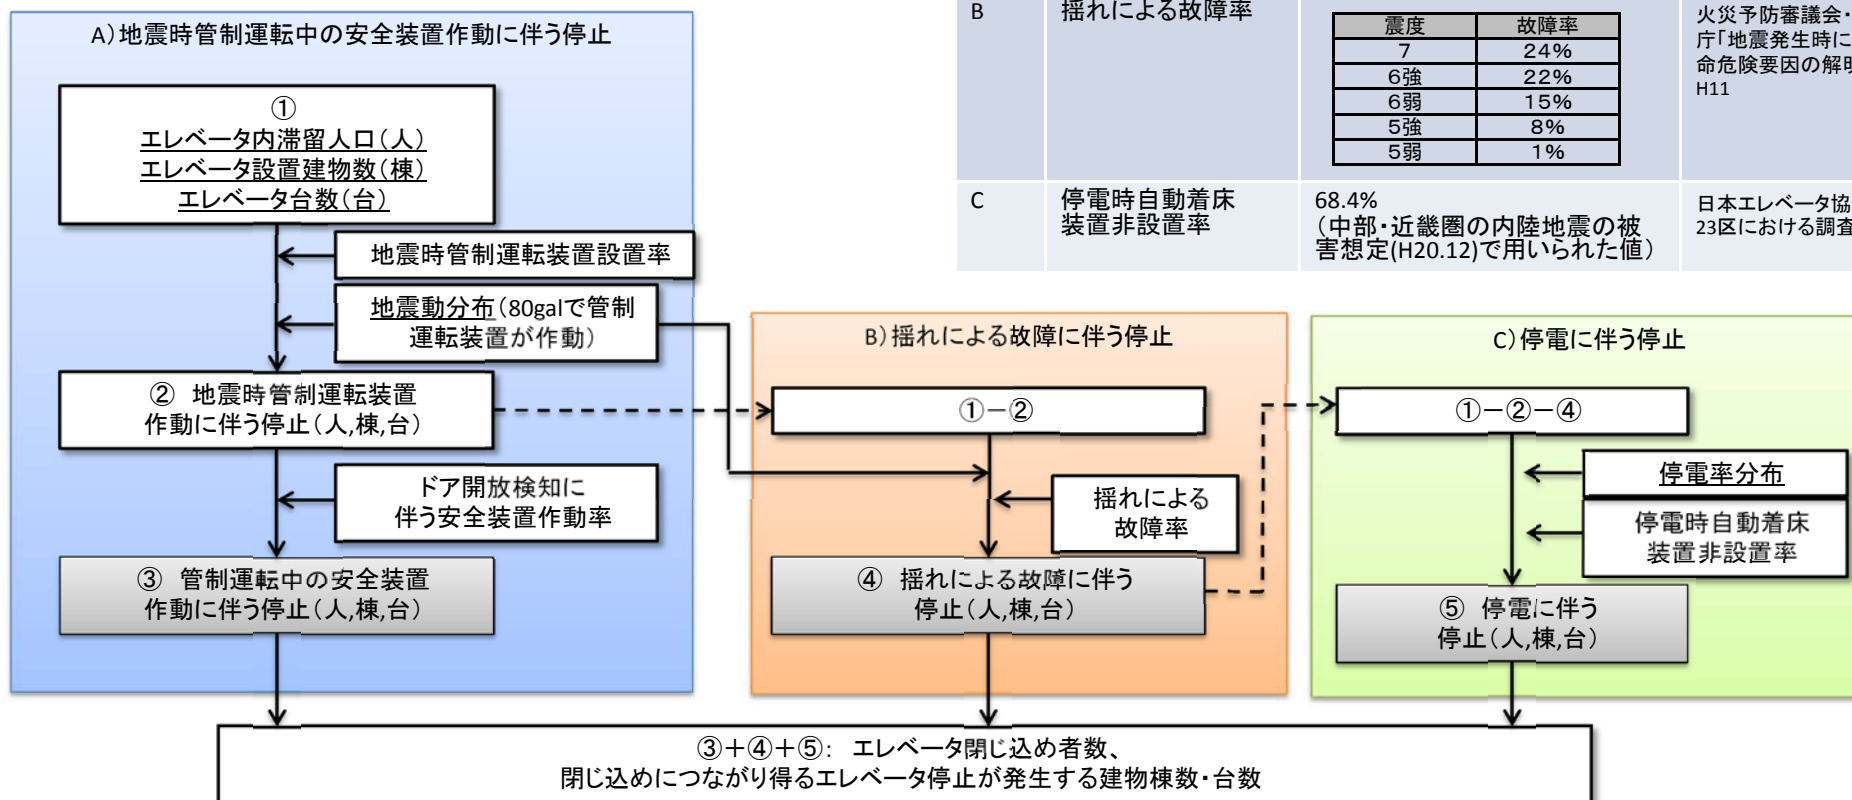 B
揺れによる故障率
震度 故障率
7 24%
6強 22%
6弱 15%
5強 8%
5弱 1%
火災予防審議会・
庁「地震発生時に
命危険要因の解明
H11
C
停電時自動着床
装置非設置率
68.4%
(中部・近畿圏の内陸地震の被
害想定(H20.12)で用いられた値)
日本エレベータ協
23区における調査
A)地震時管制運転中の安全装置作動に伴う停止
①
エレベータ内滞留人口(人)
エレベータ設置建物数(棟)
エレベータ台数(台)
地震時管制運転装置設置率
地震動分布(80galで管制
運転装置が作動)
② 地震時管制運転装置
作動に伴う停止(人,棟,台)
ドア開放検知に
伴う安全装置作動率
③ 管制運転中の安全装置
作動に伴う停止(人,棟,台)
B)揺れによる故障に伴う停止
①-②
揺れによる
故障率
④ 揺れによる故障に伴う
停止(人,棟,台)
C)停電に伴う停止
①-②-④
停電率分布
停電時自動着床
装置非設置率
⑤ 停電に伴う
停止(人,棟,台)
③+④+⑤: エレベータ閉じ込め者数、
閉じ込めにつながり得るエレベータ停止が発生する建物棟数・台数